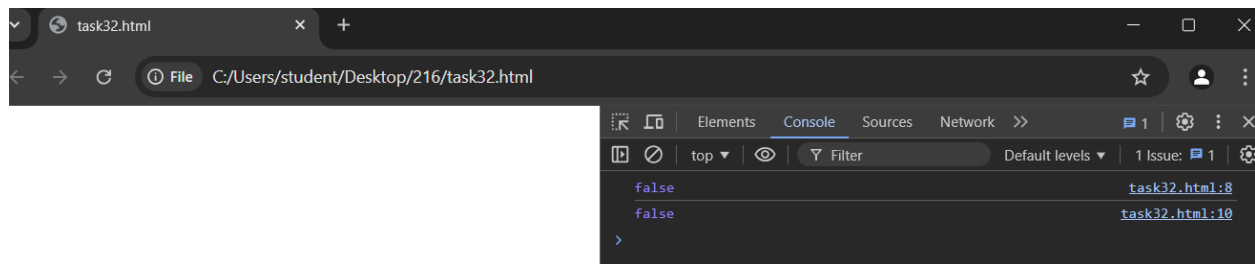 task32.html
File C:/Users/student/Desktop/216/task32.html
Elements Console Sources Network 1
top Filter Default levels 1 Issue: 1
false task32.html:8
false task32.html:10